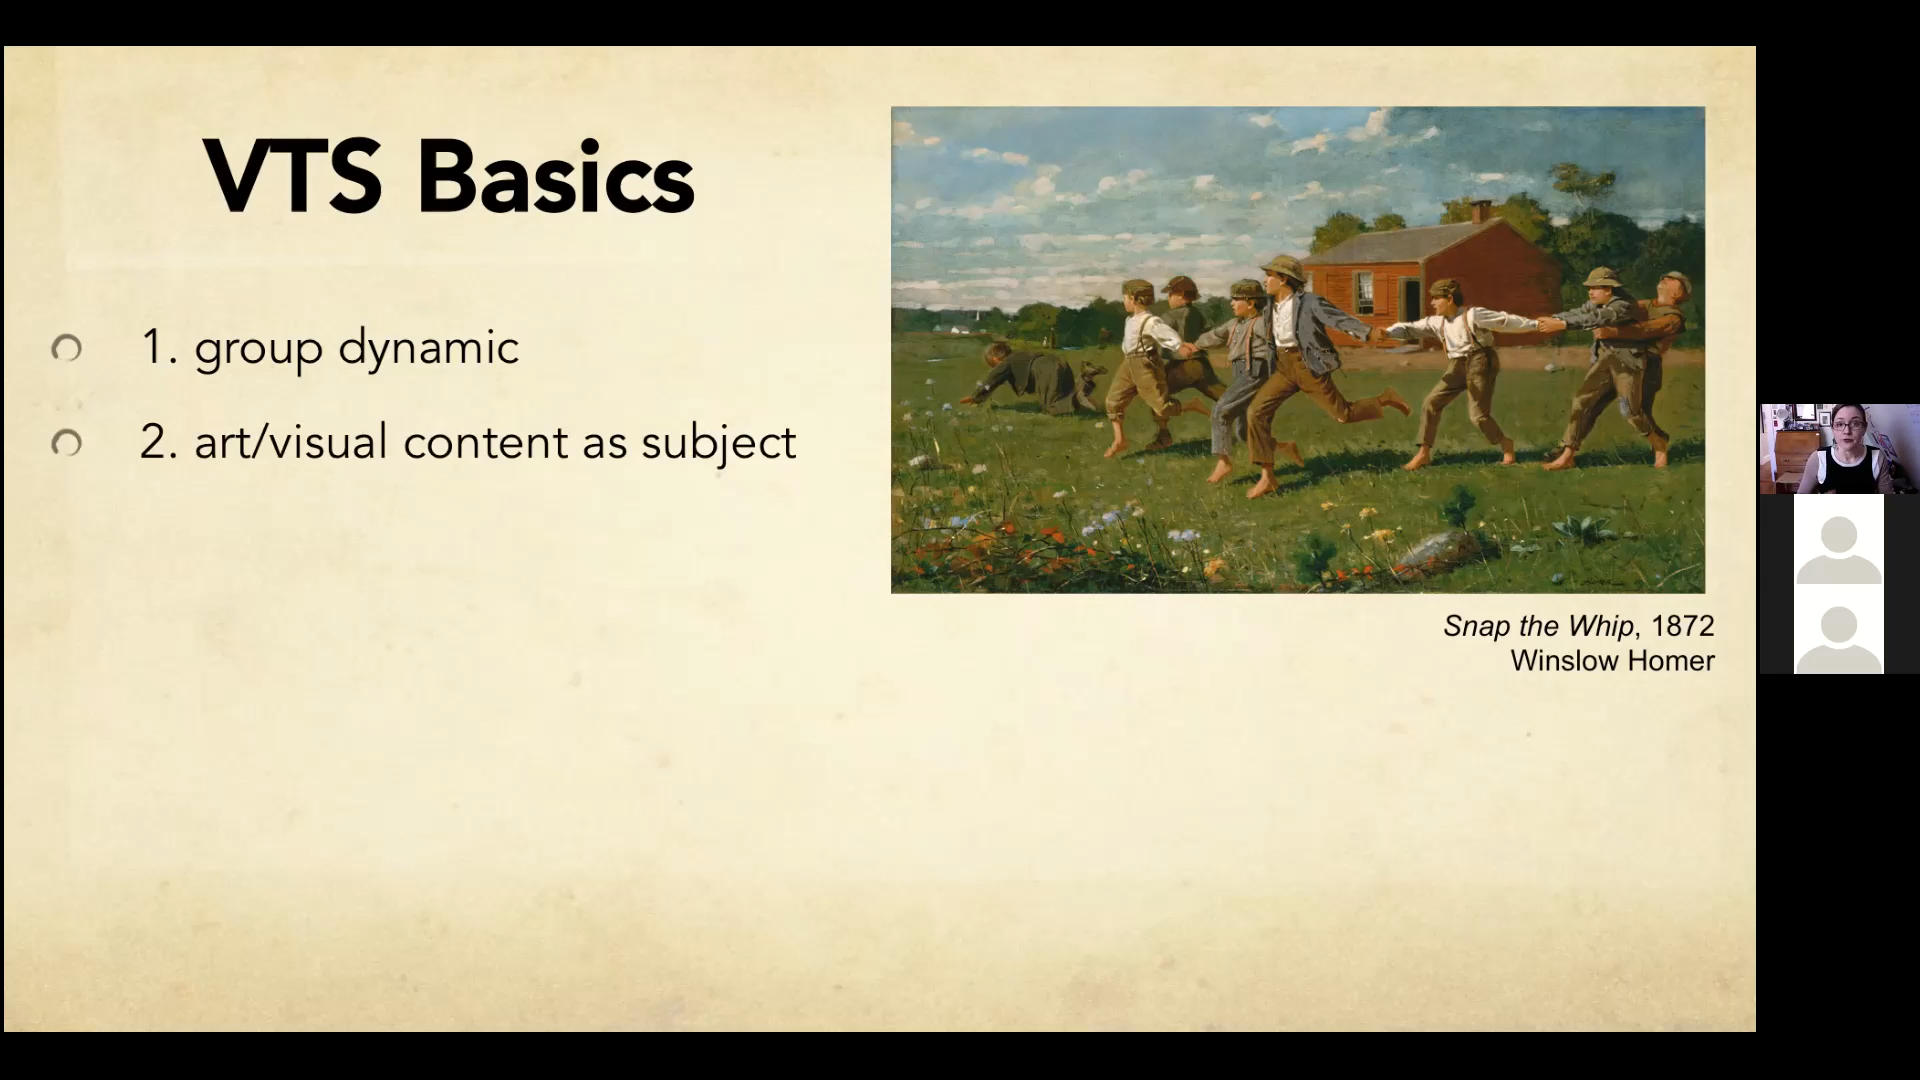 VTS Basics
1. group dynamic
2. art/visual content as subject
Snap the Whip, 1872
Winslow Homer